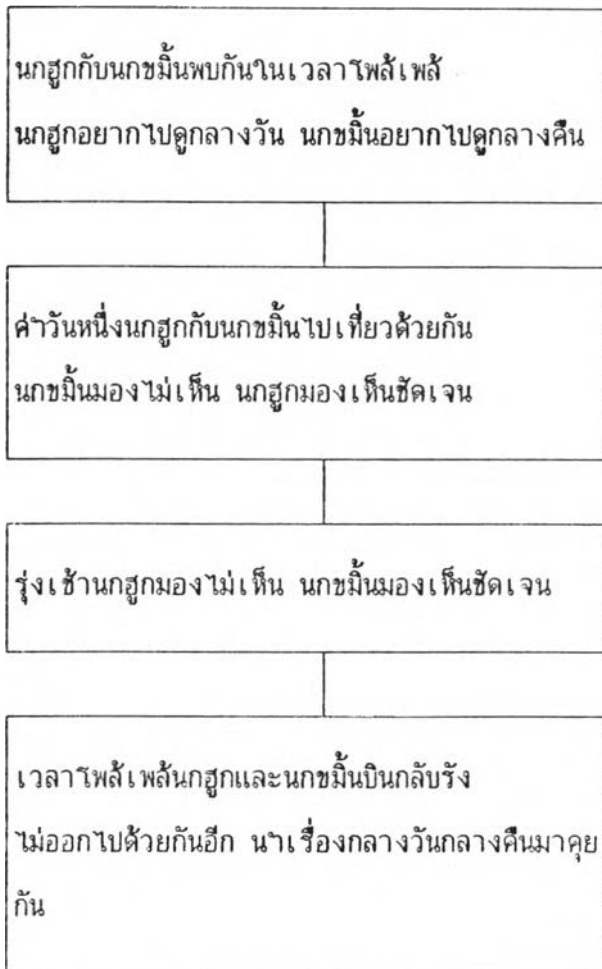 นกฮูกกับนกขมิ้นพบกันในเวลาโพล้เพล้
นกฮูกอยากไปดูกลางวัน นกขมิ้นอยากไปดูกลางคืน
ค่ำวันหนึ่งนกฮูกกับนกขมิ้นไปเที่ยวด้วยกัน
นกขมิ้นมองไม่เห็น นกฮูกมองเห็นชัดเจน
รุ่งเช้านกฮูกมองไม่เห็น นกขมิ้นมองเห็นชัดเจน
เวลาโพล้เพล้นกฮูกและนกขมิ้นบินกลับรัง
ไม่ออกไปด้วยกันอีก นำเรื่องกลางวันกลางคืนมาคุย
กัน